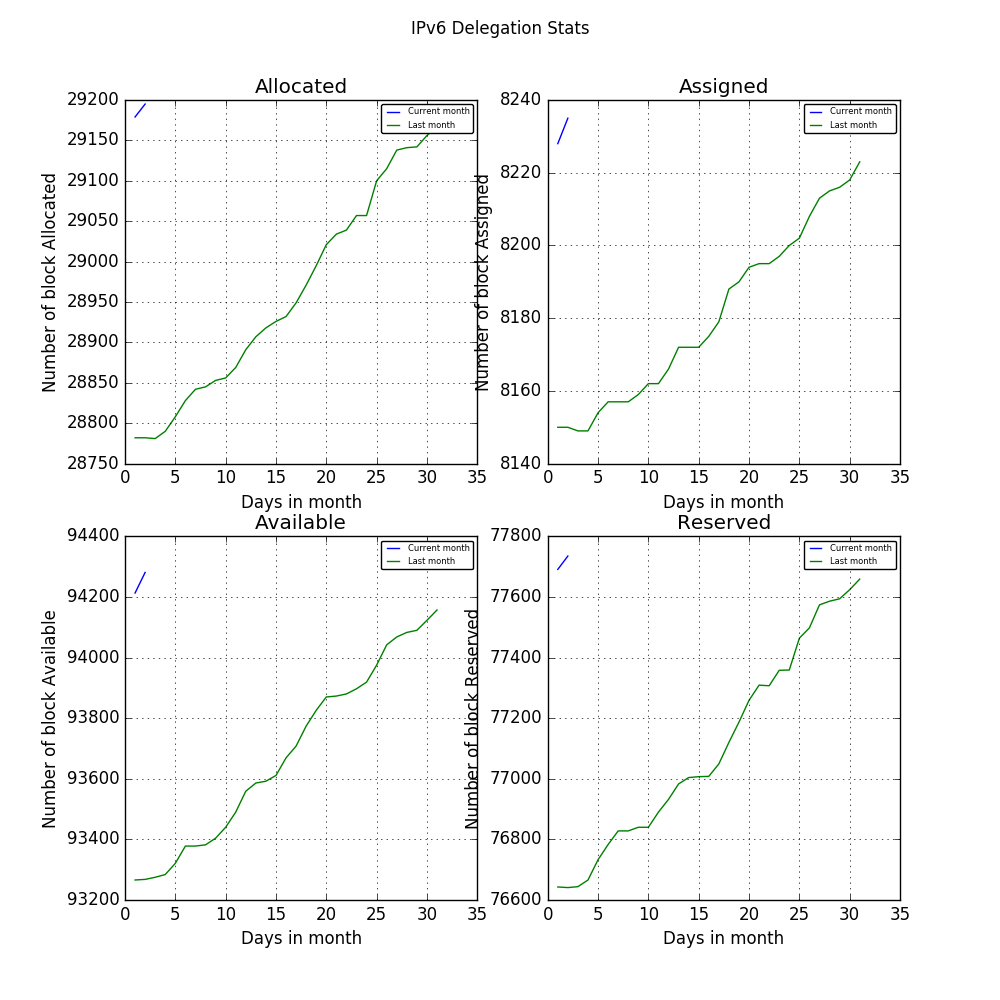 IPv6 Delegation Stats
Allocated
Number of block Allocated
29200
29150
29100
29050
29000
28950
28900
28850
28800
28750
Current month
Last month
0 5 10 15 20 25 30 35
Days in month
Assigned
Number of block Assigned
8240
8220
8200
8180
8160
8140
Current month
Last month
0 5 10 15 20 25 30 35
Days in month
Available
Number of block Available
94400
94200
94000
93800
93600
93400
93200
Current month
Last month
0 5 10 15 20 25 30 35
Days in month
Reserved
Number of block Reserved
77800
77600
77400
77200
77000
76800
76600
Current month
Last month
0 5 10 15 20 25 30 35
Days in month